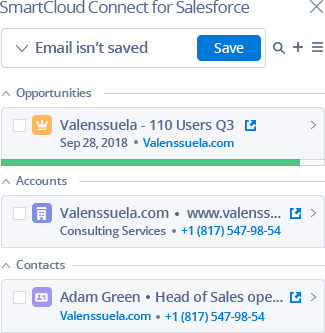 SmartCloud Connect for Salesforce
Email isn't saved Save
Opportunities
Valenssuela - 110 Users Q3
Sep 28, 2018 • Valenssuela.com
Accounts
Valenssuela.com • www.valenss...
Consulting Services • +1 (817) 547-98-54
Contacts
Adam Green • Head of Sales ope...
Valenssuela.com • +1 (817) 547-98-54